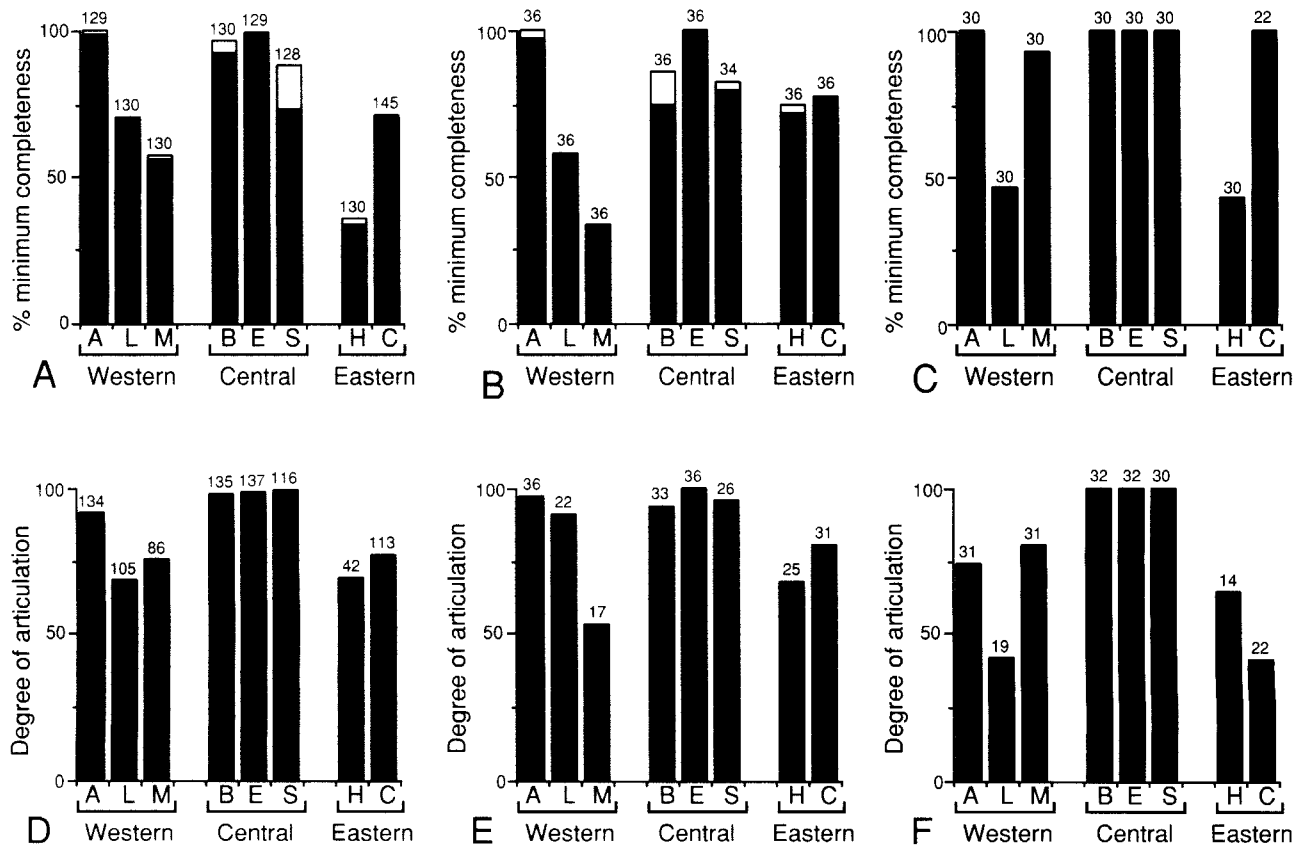 129
130
130
130
129
128
130
145
100
50
0
% minimum completeness
A L M B E S H C
Western Central Eastern
A
36
36
36
36
36
34
36
36
100
50
0
% minimum completeness
A L M B E S H C
Western Central Eastern
B
30
30
30
30 30 30
30
22
100
50
0
% minimum completeness
A L M B E S H C
Western Central Eastern
C
134
105
86
135 137 116
42
113
100
50
0
Degree of articulation
A L M B E S H C
Western Central Eastern
D
36
22
17
33
36
26
25
31
100
50
0
Degree of articulation
A L M B E S H C
Western Central Eastern
E
31
19
31
32 32 30
14
22
100
50
0
Degree of articulation
A L M B E S H C
Western Central Eastern
F